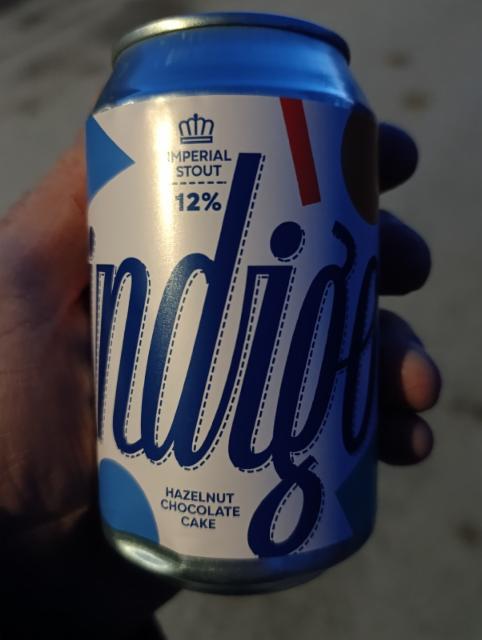 IMPERIAL
STOUT
12%
indigo
HAZELNUT
CHOCOLATE
CAKE